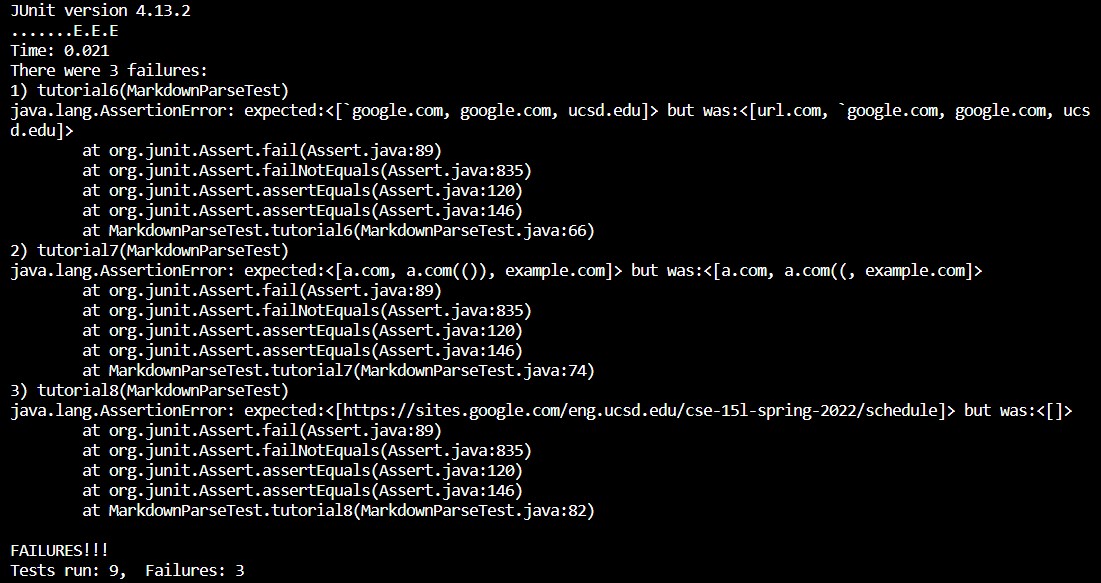 JUnit version 4.13.2
.......E.E.E
Time: 0.021
There were 3 failures:
1) tutorial6(MarkdownParseTest)
java.lang.AssertionError: expected:<[`google.com, google.com, ucsd.edu]> but was:<[url.com, `google.com, google.com, ucs
d.edu]>
        at org.junit.Assert.fail(Assert.java:89)
        at org.junit.Assert.failNotEquals(Assert.java:835)
        at org.junit.Assert.assertEquals(Assert.java:120)
        at org.junit.Assert.assertEquals(Assert.java:146)
        at MarkdownParseTest.tutorial6(MarkdownParseTest.java:66)
2) tutorial7(MarkdownParseTest)
java.lang.AssertionError: expected:<[a.com, a.com(()), example.com]> but was:<[a.com, a.com((, example.com]>
        at org.junit.Assert.fail(Assert.java:89)
        at org.junit.Assert.failNotEquals(Assert.java:835)
        at org.junit.Assert.assertEquals(Assert.java:120)
        at org.junit.Assert.assertEquals(Assert.java:146)
        at MarkdownParseTest.tutorial7(MarkdownParseTest.java:74)
3) tutorial8(MarkdownParseTest)
java.lang.AssertionError: expected:<[https://sites.google.com/eng.ucsd.edu/cse-15l-spring-2022/schedule]> but was:<[]>
        at org.junit.Assert.fail(Assert.java:89)
        at org.junit.Assert.failNotEquals(Assert.java:835)
        at org.junit.Assert.assertEquals(Assert.java:120)
        at org.junit.Assert.assertEquals(Assert.java:146)
        at MarkdownParseTest.tutorial8(MarkdownParseTest.java:82)

FAILURES!!!
Tests run: 9,  Failures: 3